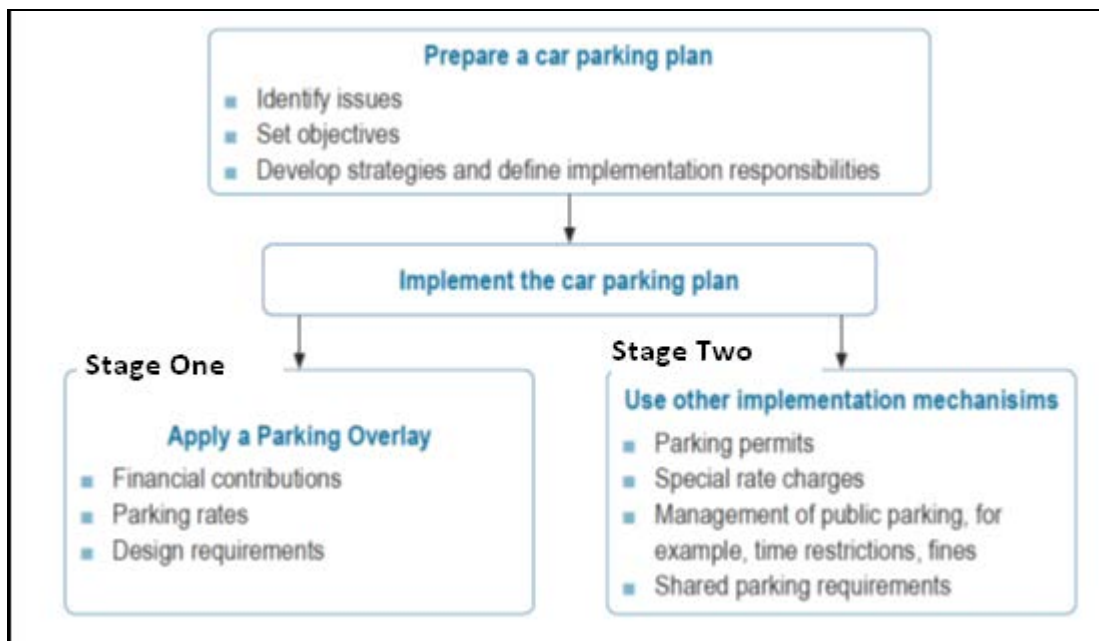 Prepare a car parking plan
Identify issues
Set objectives
Develop strategies and define implementation responsibilities
Implement the car parking plan
Stage One
Apply a Parking Overlay
Financial contributions
Parking rates
Design requirements
Stage Two
Use other implementation mechanisims
Parking permits
Special rate charges
Management of public parking, for
example, time restrictions, fines
Shared parking requirements